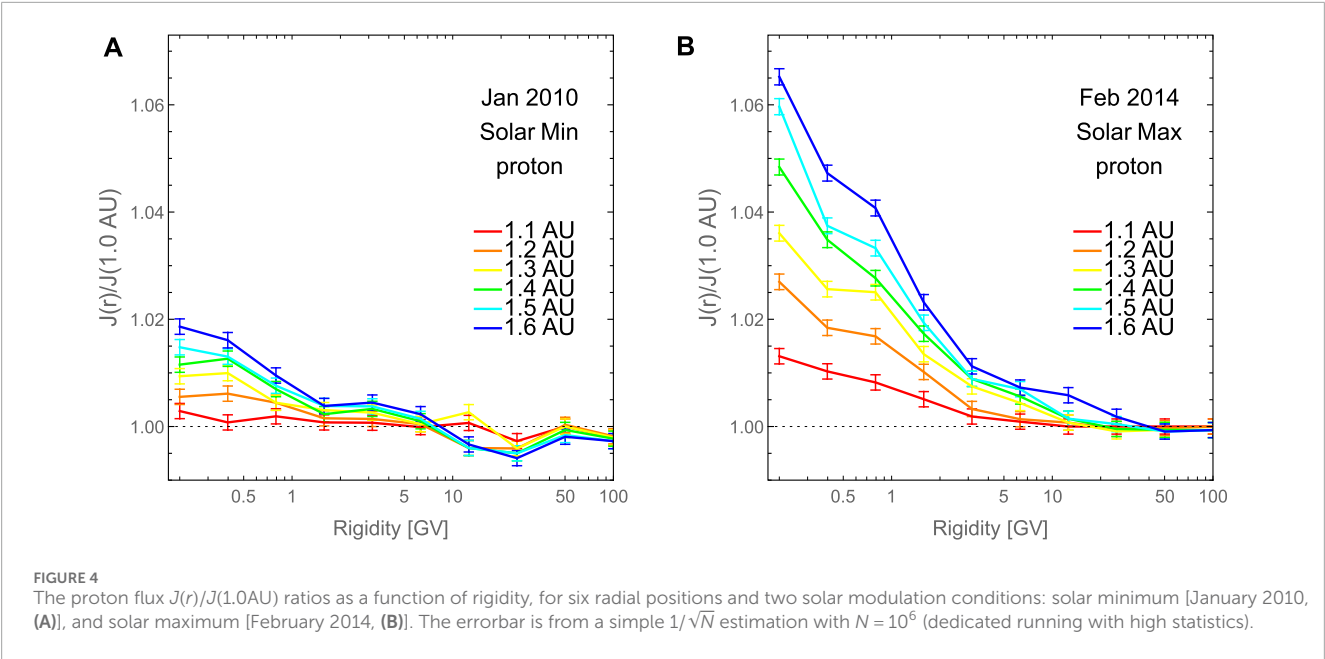 A
Jan 2010
Solar Min
proton
1.1 AU
1.2 AU
1.3 AU
1.4 AU
1.5 AU
1.6 AU
1.06
1.04
1.02
1.00
J(r)/J(1.0 AU)
0.5 1 5 10 50 100
Rigidity [GV]
B
Feb 2014
Solar Max
proton
1.1 AU
1.2 AU
1.3 AU
1.4 AU
1.5 AU
1.6 AU
1.06
1.04
1.02
1.00
J(r)/J(1.0 AU)
0.5 1 5 10 50 100
Rigidity [GV]
FIGURE 4
The proton flux J(r)/J(1.0AU) ratios as a function of rigidity, for six radial positions and two solar modulation conditions: solar minimum [January 2010,
(A)], and solar maximum [February 2014, (B)]. The errorbar is from a simple 1/√N estimation with N = 10⁶ (dedicated running with high statistics).